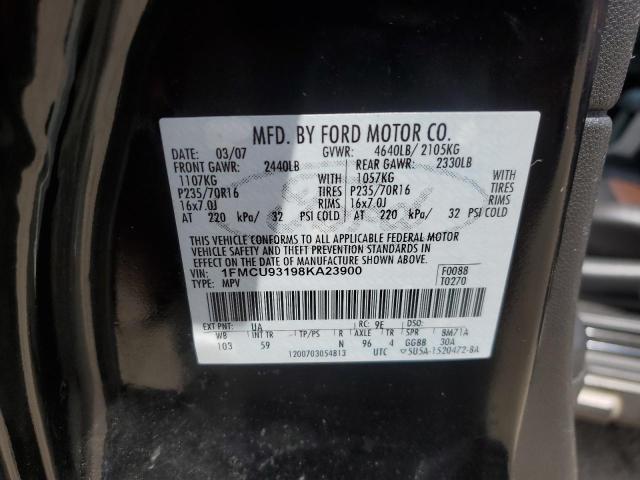 MFD. BY FORD MOTOR CO.
DATE: 03/07 GVWR: 4640LB/ 2105KG
FRONT GAWR: 2440LB REAR GAWR: 2330LB
1107KG WITH 1057KG WITH
P235/70R16 TIRES P235/70R16 TIRES
16x7.0J RIMS 16x7.0J RIMS
AT 220 kPa/ 32 PSI COLD AT 220 kPa/ 32 PSI COLD
THIS VEHICLE CONFORMS TO ALL APPLICABLE FEDERAL MOTOR
VEHICLE SAFETY AND THEFT PREVENTION STANDARDS IN
EFFECT ON THE DATE OF MANUFACTURE SHOWN ABOVE.
VIN: 1FMCU93198KA23900 F0088
TYPE: MPV T0270
EXT PNT: UA RC: 9E DSO:
WB INT TR TP/PS R AXLE TR SPR BM71A
103 59 N 96 4 GGBB 30A
1200703054813 UTC 5U5A-1520472-BA